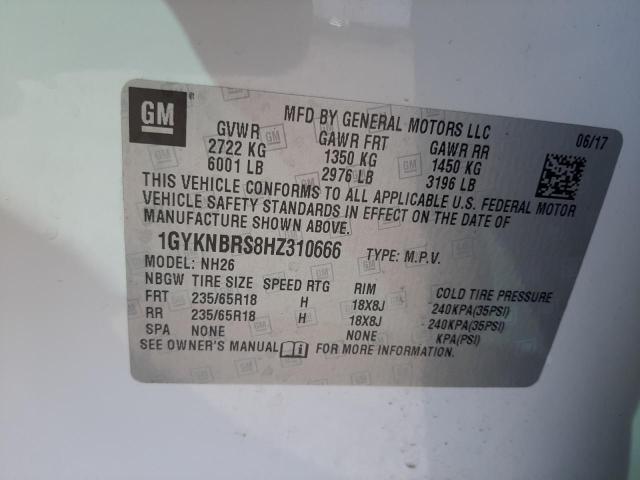 GM
MFD BY GENERAL MOTORS LLC
06/17
GVWR GAWR FRT GAWR RR
2722 KG 1350 KG 1450 KG
6001 LB 2976 LB 3196 LB
THIS VEHICLE CONFORMS TO ALL APPLICABLE U.S. FEDERAL MOTOR
VEHICLE SAFETY STANDARDS IN EFFECT ON THE DATE OF
MANUFACTURE SHOWN ABOVE.
1GYKNBRS8HZ310666 TYPE: M.P.V.
MODEL: NH26
NBGW TIRE SIZE SPEED RTG RIM COLD TIRE PRESSURE
FRT 235/65R18 H 18X8J 240KPA(35PSI)
RR 235/65R18 H 18X8J 240KPA(35PSI)
SPA NONE NONE KPA(PSI)
SEE OWNER'S MANUAL FOR MORE INFORMATION.